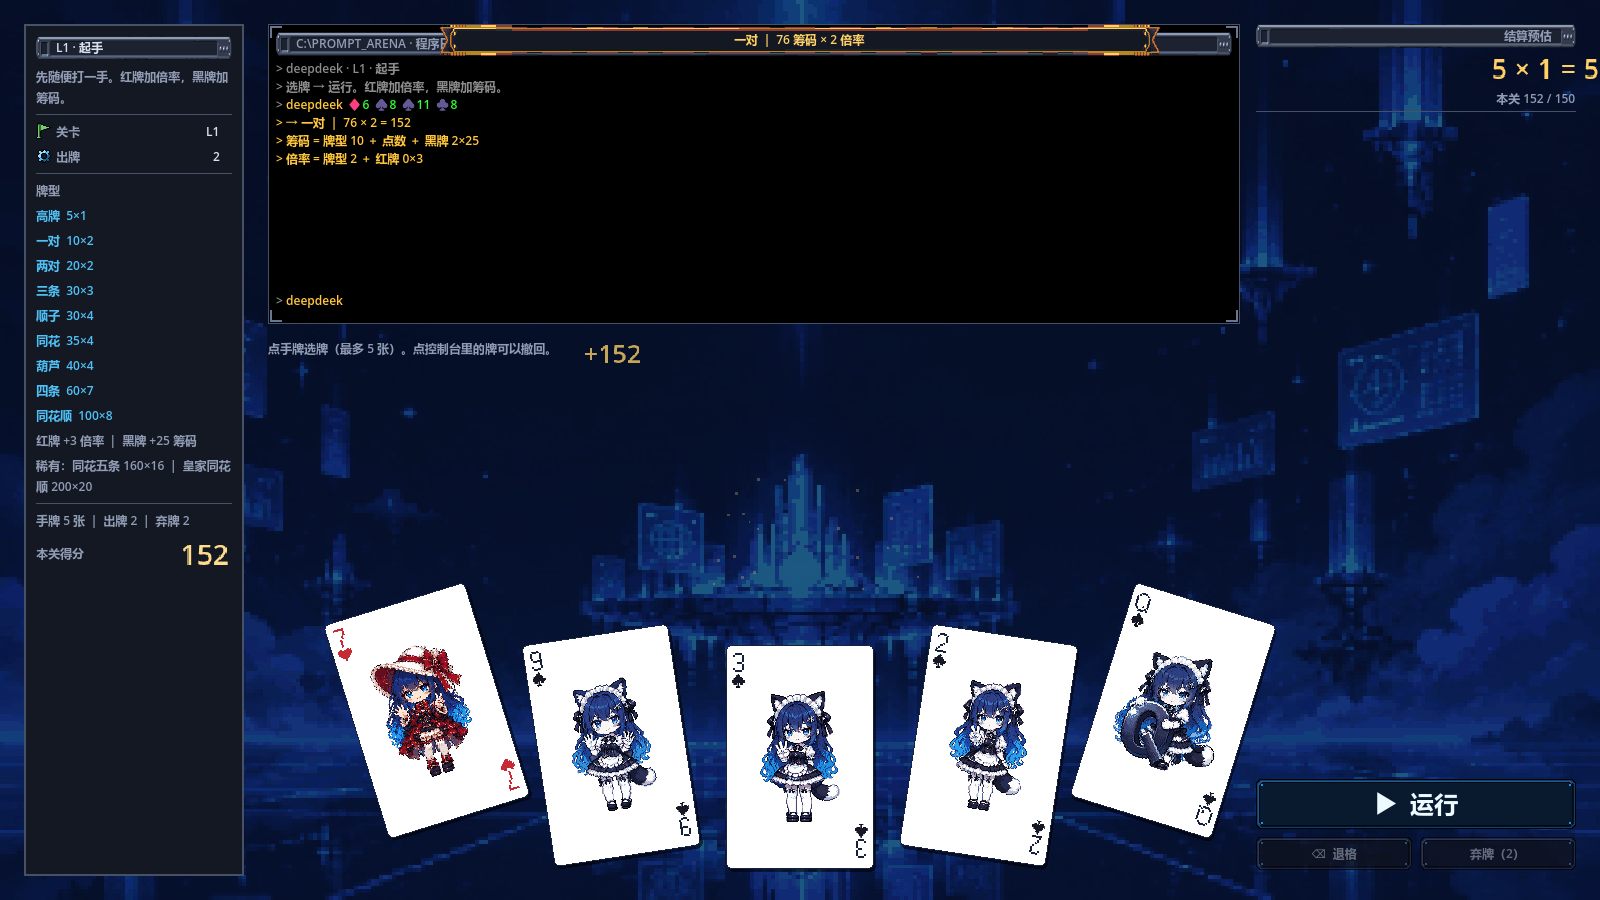 L1 · 起手
先随便打一手。红牌加倍率，黑牌加
筹码。
关卡 L1
出牌 2
牌型
高牌 5×1
一对 10×2
两对 20×2
三条 30×3
顺子 30×4
同花 35×4
葫芦 40×4
四条 60×7
同花顺 100×8
红牌 +3 倍率 | 黑牌 +25 筹码
稀有：同花五条 160×16 | 皇家同花
顺 200×20
手牌 5 张 | 出牌 2 | 弃牌 2
本关得分 152
C:\PROMPT_ARENA · 程序
一对 | 76 筹码 × 2 倍率
> deepdeek · L1 · 起手
> 选牌 → 运行。红牌加倍率，黑牌加筹码。
> deepdeek ♦6 ♠8 ♠11 ♣8
> → 一对 | 76 × 2 = 152
> 筹码 = 牌型 10 + 点数 + 黑牌 2×25
> 倍率 = 牌型 2 + 红牌 0×3
> deepdeek
点手牌选牌（最多 5 张）。点控制台里的牌可以撤回。
+152
结算预估
5 × 1 = 5
本关 152 / 150
7
7
9
9
3
3
2
2
Q
Q
运行
退格
弃牌（2）